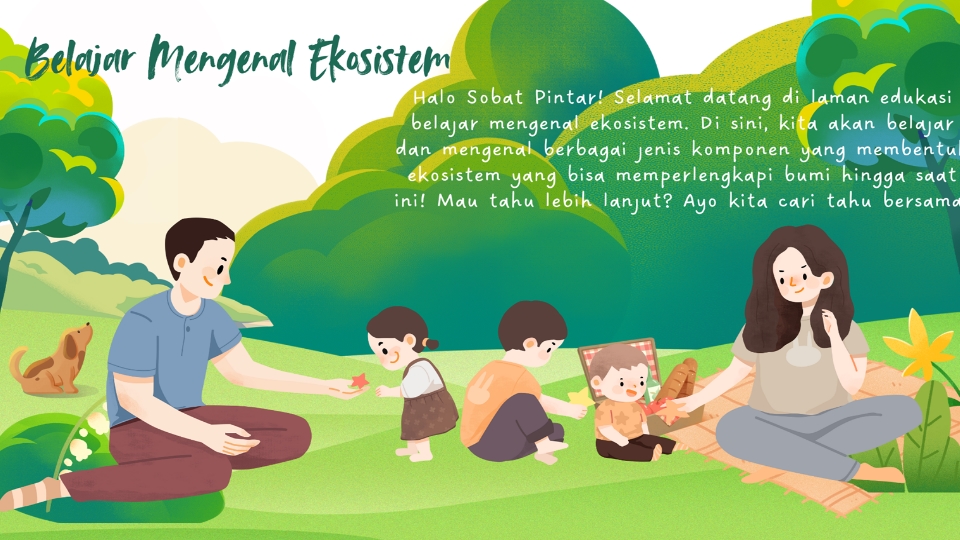 Belajar Mengenal Ekosistem
Halo Sobat Pintar! Selamat datang di laman edukasi
belajar mengenal ekosistem. Di sini, kita akan belajar
dan mengenal berbagai jenis komponen yang membentu
ekosistem yang bisa memperlengkapi bumi hingga saat
ini! Mau tahu lebih lanjut? Ayo kita cari tahu bersama